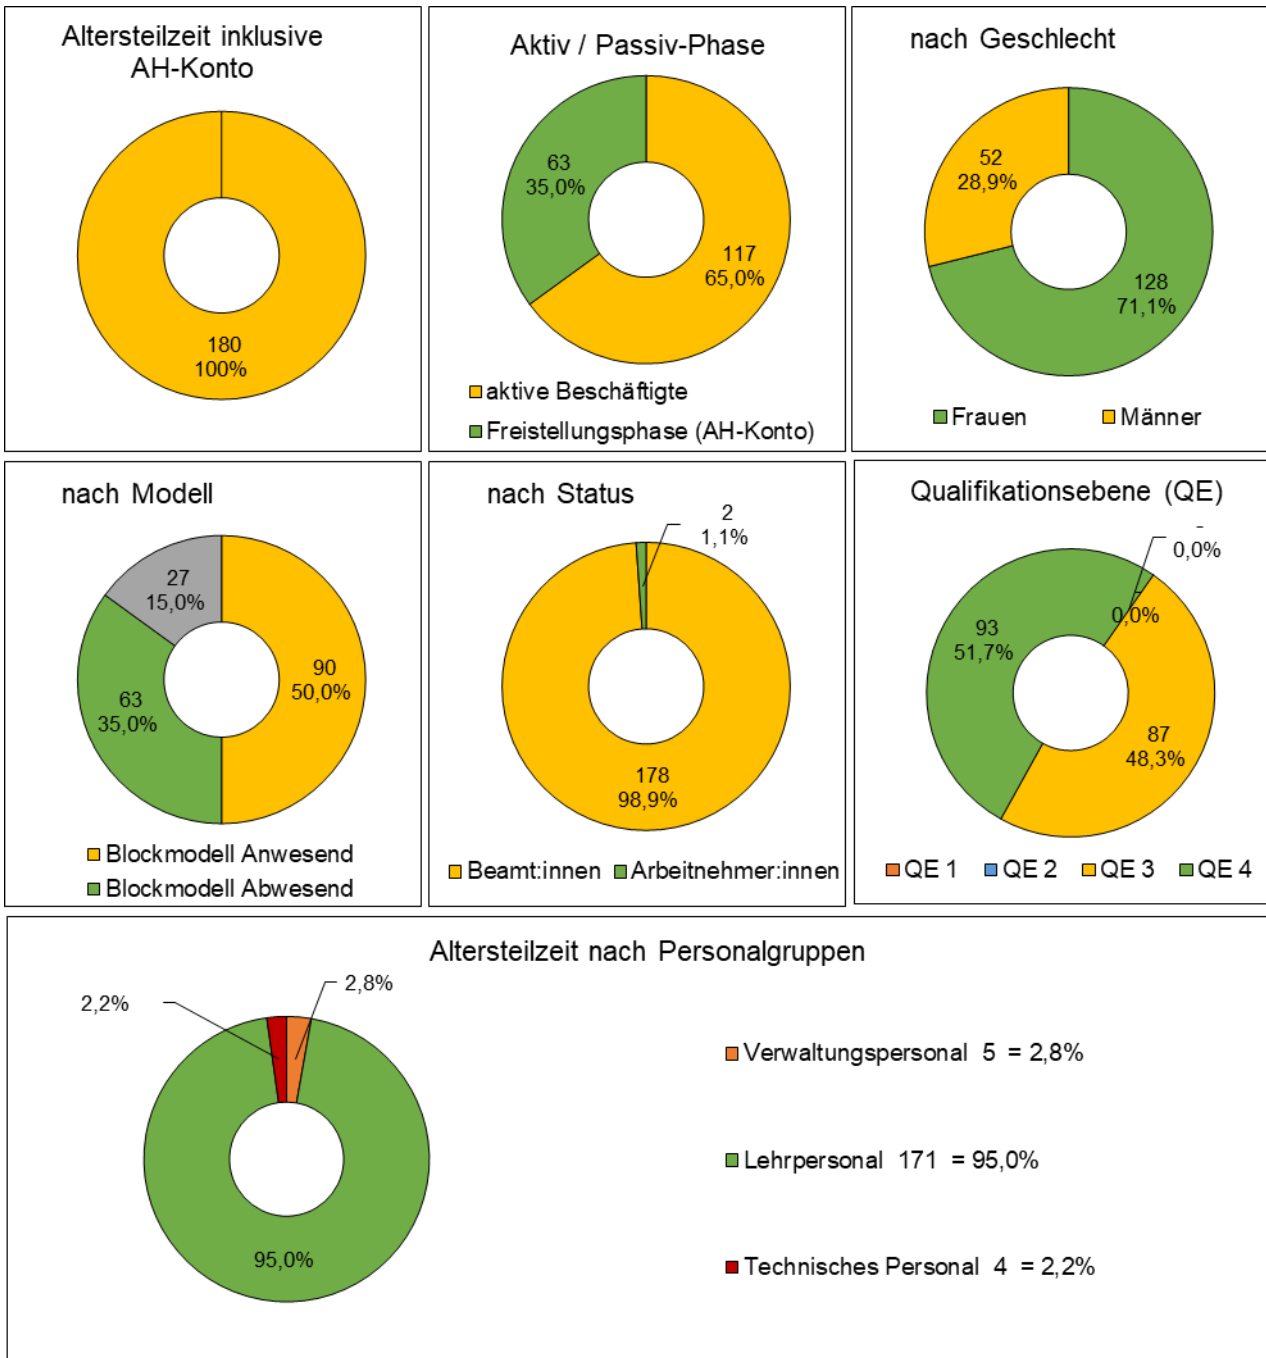 Altersteilzeit inklusive
AH-Konto
180
100%
Aktiv / Passiv-Phase
63
35,0%
117
65,0%
aktive Beschäftigte
Freistellungsphase (AH-Konto)
nach Geschlecht
52
28,9%
128
71,1%
Frauen
Männer
nach Modell
27
15,0%
90
50,0%
63
35,0%
Blockmodell Anwesend
Blockmodell Abwesend
nach Status
2
1,1%
178
98,9%
Beamt:innen
Arbeitnehmer:innen
Qualifikationsebene (QE)
-
0,0%
0,0%
93
51,7%
87
48,3%
QE 1
QE 2
QE 3
QE 4
Altersteilzeit nach Personalgruppen
2,2%
2,8%
95,0%
Verwaltungspersonal 5 = 2,8%
Lehrpersonal 171 = 95,0%
Technisches Personal 4 = 2,2%